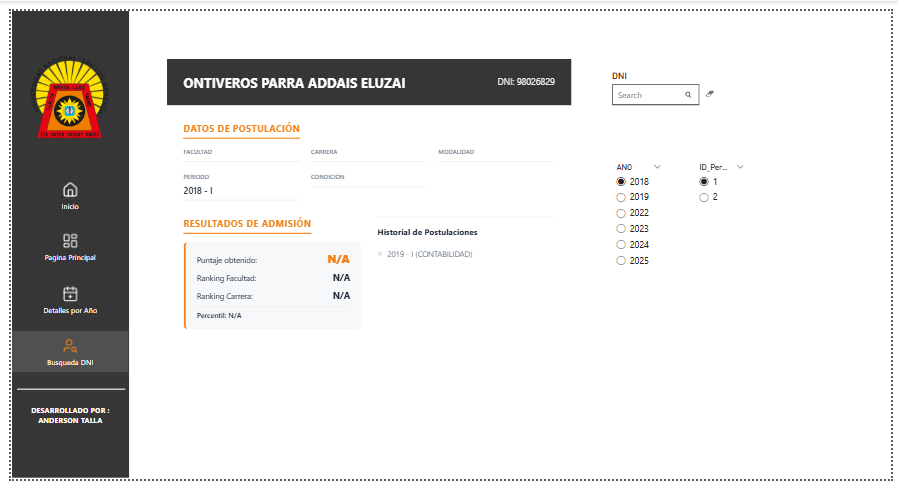 ONTIVEROS PARRA ADDAIS ELUZAI
DNI: 98026829
DATOS DE POSTULACIÓN
FACULTAD
CARRERA
MODALIDAD
PERIODO
CONDICIÓN
2018 - I
RESULTADOS DE ADMISIÓN
Puntaje obtenido: N/A
Ranking Facultad: N/A
Ranking Carrera: N/A
Percentil: N/A
Historial de Postulaciones
2019 - I (CONTABILIDAD)
DNI
Search
ANO
2018
2019
2022
2023
2024
2025
ID_Per...
1
2
Inicio
Pagina Principal
Detalles por Año
Busqueda DNI
DESARROLLADO POR :
ANDERSON TALLA